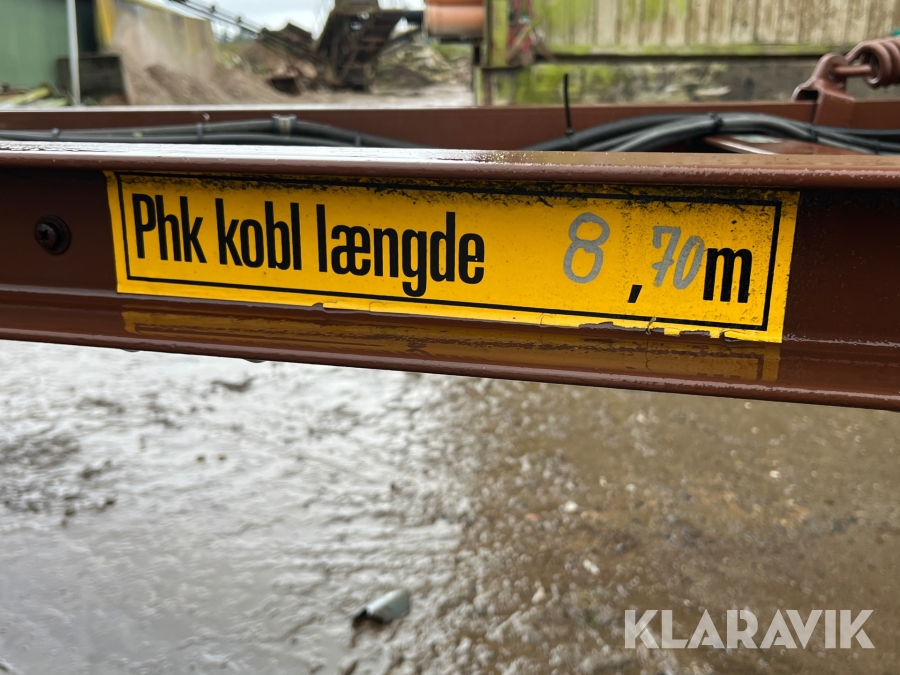 Phk kobl længde 8,70m
KLARAVIK